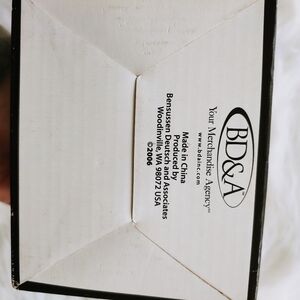 BD&A
Your Merchandise Agency™
www.bdainc.com
Made in China
Produced by
Bensussen Deutsch and Associates
Woodinville, WA 98072 USA
©2006